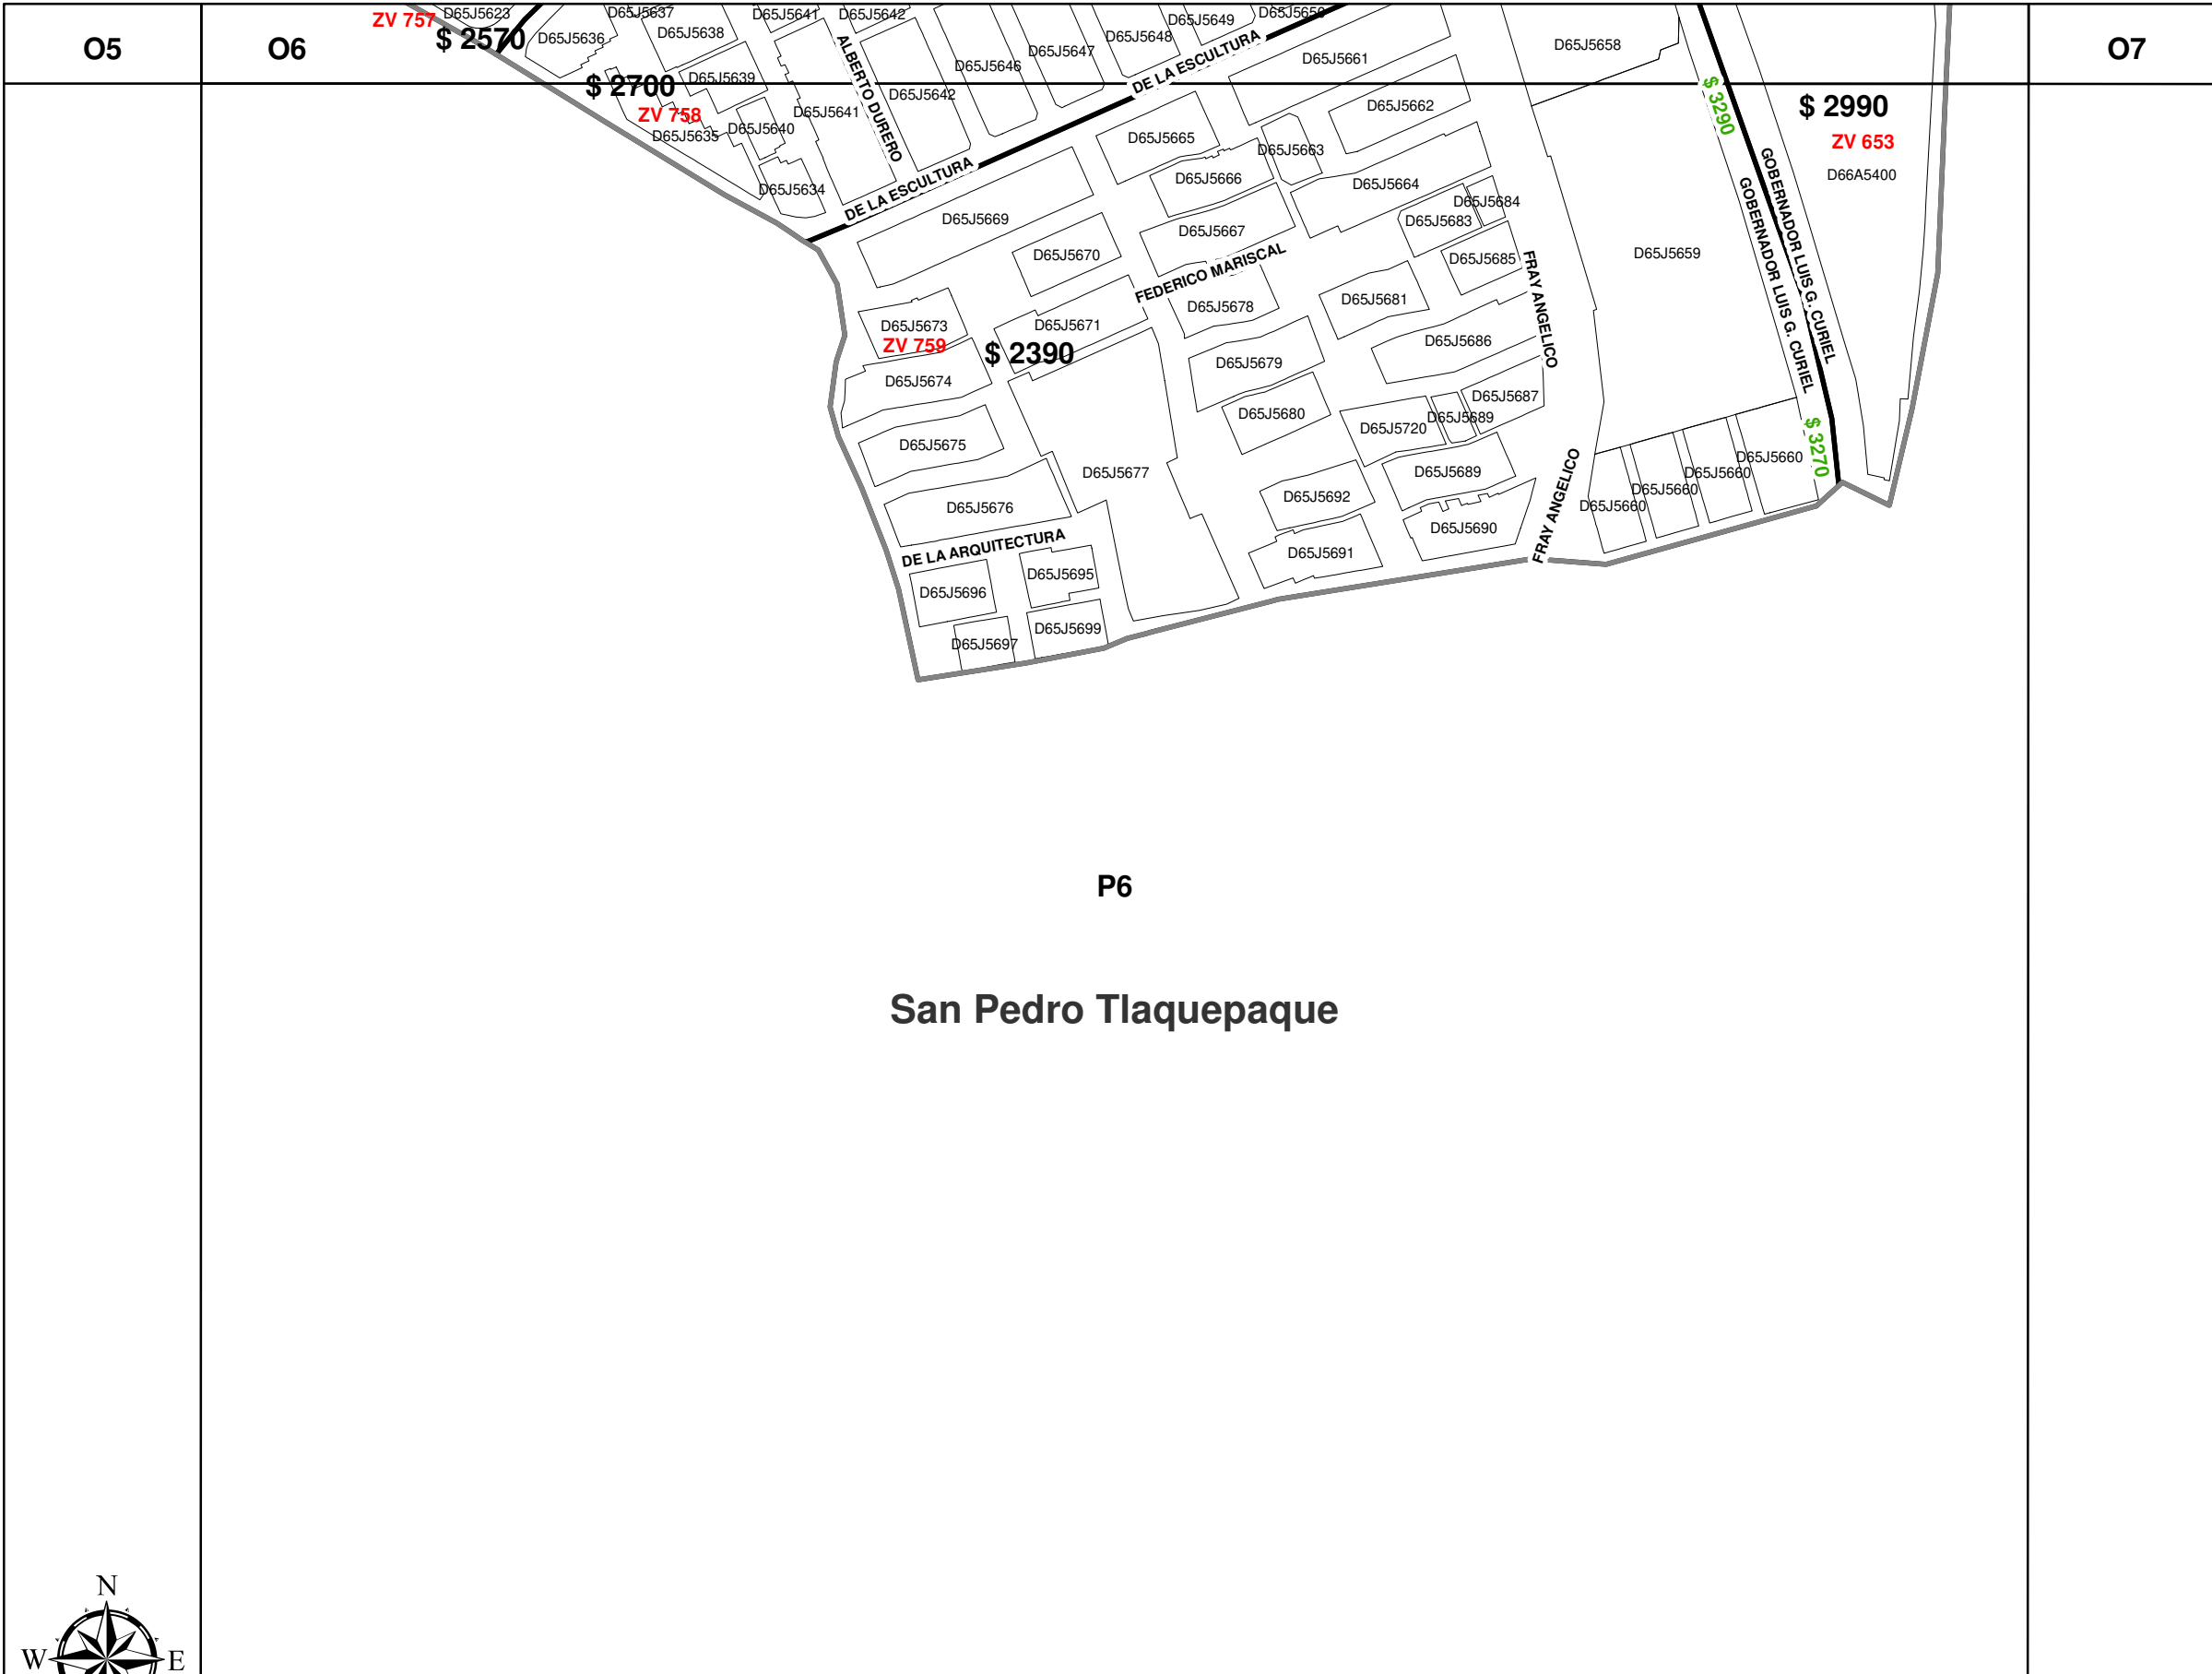 O5
O6
O7
ZV 757
D65J5623
$ 2570
D65J5636
D65J5637
D65J5638
D65J5641
D65J5642
D65J5646
D65J5647
D65J5648
D65J5649
D65J5661
D65J5658
$ 2700
ZV 758
D65J5635
D65J5639
D65J5640
D65J5641
D65J5634
ALBERTO DURERO
D65J5642
DE LA ESCULTURA
DE LA ESCULTURA
D65J5665
D65J5662
D65J5663
D65J5666
D65J5664
D65J5684
D65J5683
D65J5669
D65J5667
D65J5670
FEDERICO MARISCAL
D65J5685
FRAY ANGELICO
D65J5659
$ 3290
GOBERNADOR LUIS G. CURIEL
GOBERNADOR LUIS G. CURIEL
$ 2990
ZV 653
D66A5400
D65J5673
ZV 759
D65J5671
$ 2390
D65J5678
D65J5681
D65J5686
D65J5674
D65J5679
D65J5687
D65J5680
D65J5720
D65J5689
D65J5675
D65J5677
D65J5689
D65J5692
D65J5676
D65J5690
D65J5691
FRAY ANGELICO
D65J5660
D65J5660
D65J5660
D65J5660
$ 3270
DE LA ARQUITECTURA
D65J5695
D65J5696
D65J5699
D65J5697
P6
San Pedro Tlaquepaque
N
W
E